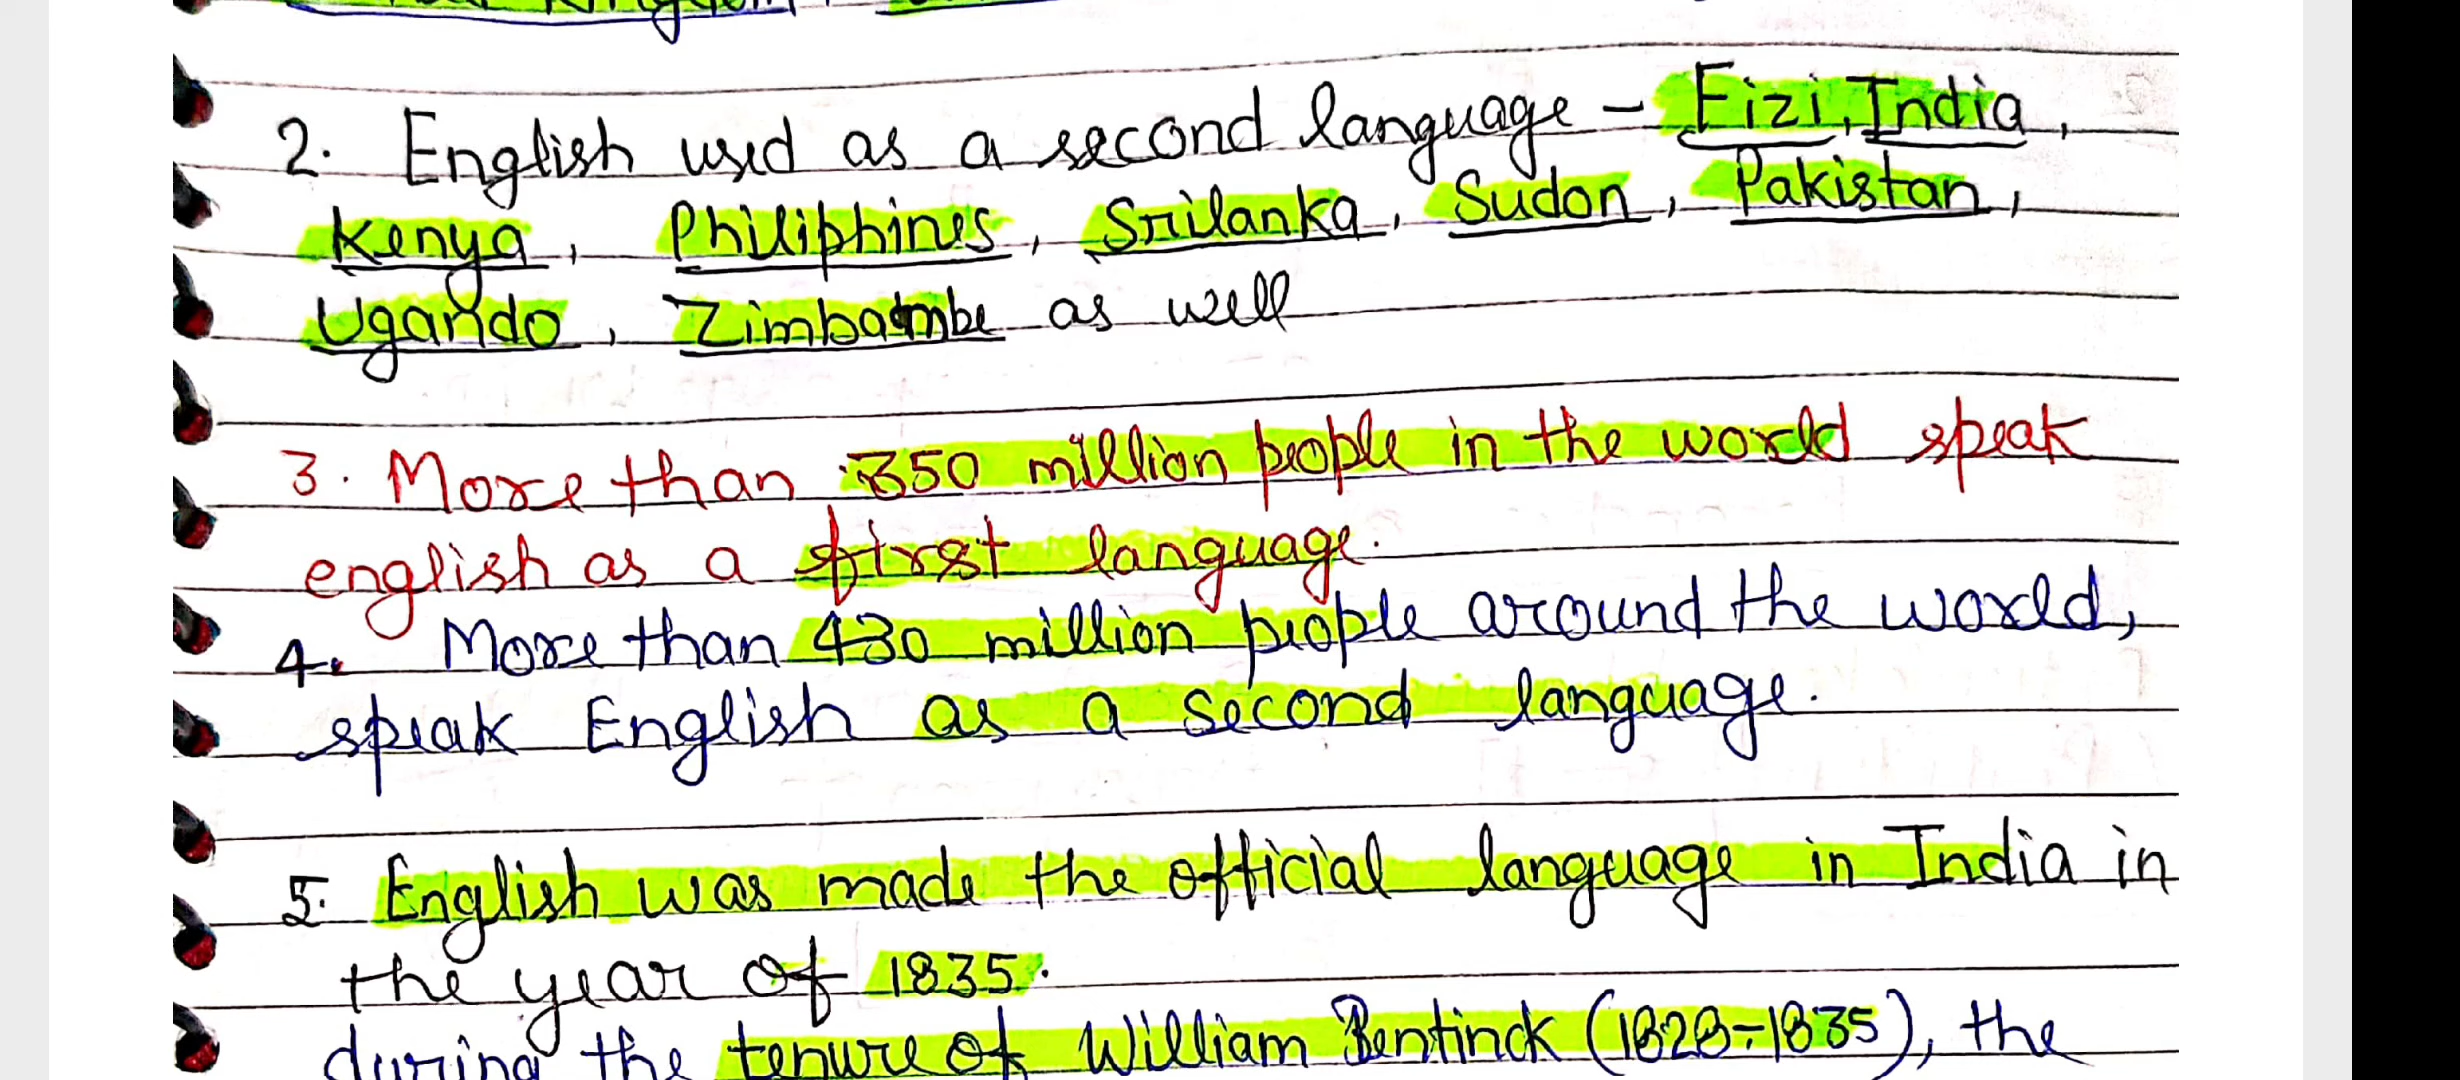 2. English used as a second language - Fizi, India,
Kenya, Philiphines, Srilanka, Sudan, Pakistan,
Uganda, Zimbambe as well
3. More than 350 million people in the world speak
english as a first language.
4. More than 430 million people around the world,
speak English as a second language.
5. English was made the official language in India in
the year of 1835.
during the tenure of William Bentinck (1828-1835), the